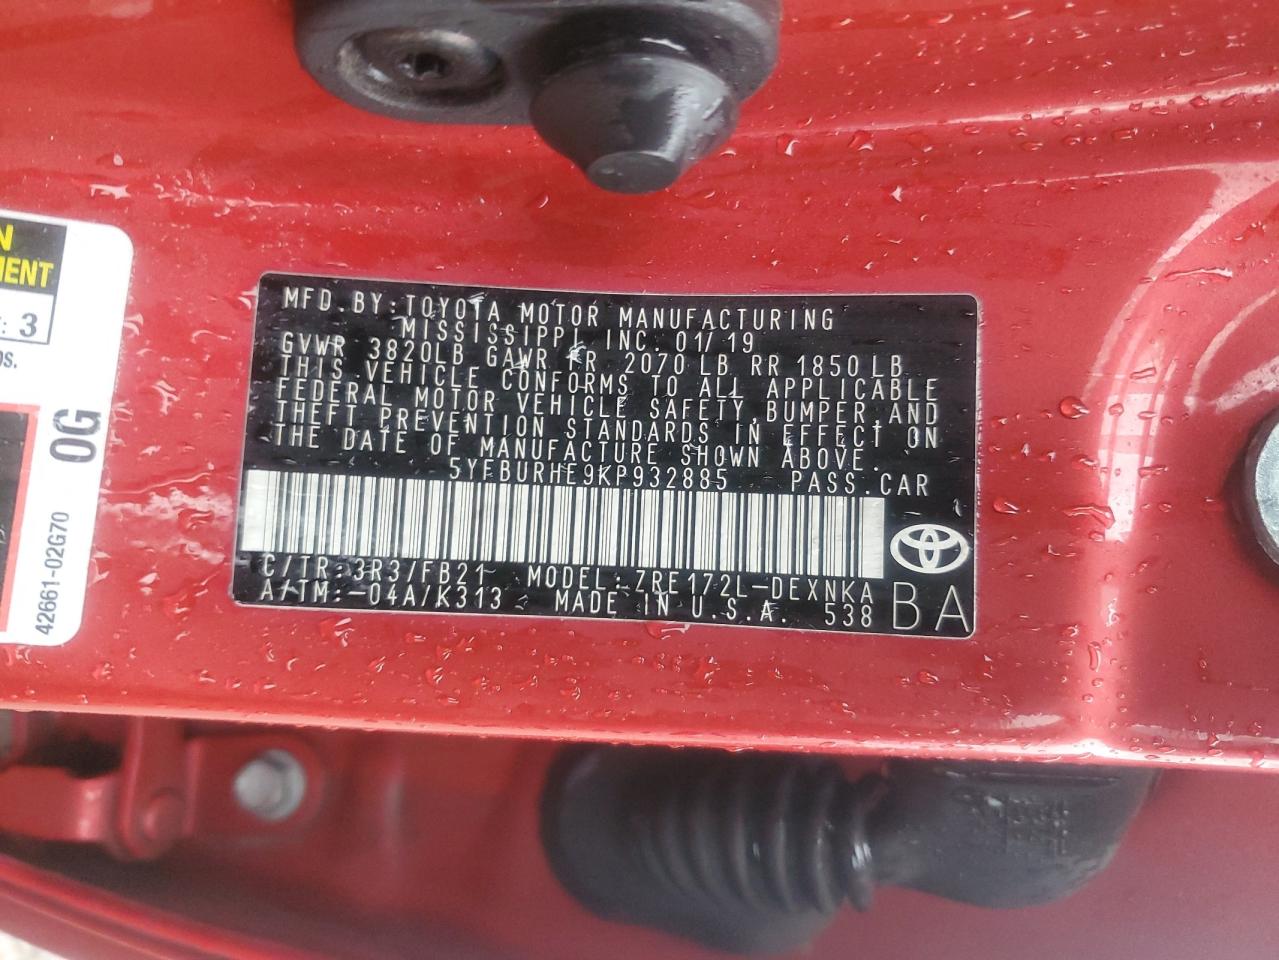 MFD.BY:TOYOTA MOTOR MANUFACTURING
MISSISSIPPI, INC. 01/19
GVWR 3820LB GAWR FR 2070 LB RR 1850 LB
THIS VEHICLE CONFORMS TO ALL APPLICABLE
FEDERAL MOTOR VEHICLE SAFETY,BUMPER,AND
THEFT PREVENTION STANDARDS IN EFFECT ON
THE DATE OF MANUFACTURE SHOWN ABOVE.
5YFBURHE9KP932885 PASS.CAR
C/TR:3R3/FB21 MODEL:ZRE172L-DEXNKA
A/TM:-04A/K313 MADE IN U.S.A. 538 BA
N
MENT
: 3
OS.
0G
42661-02G70